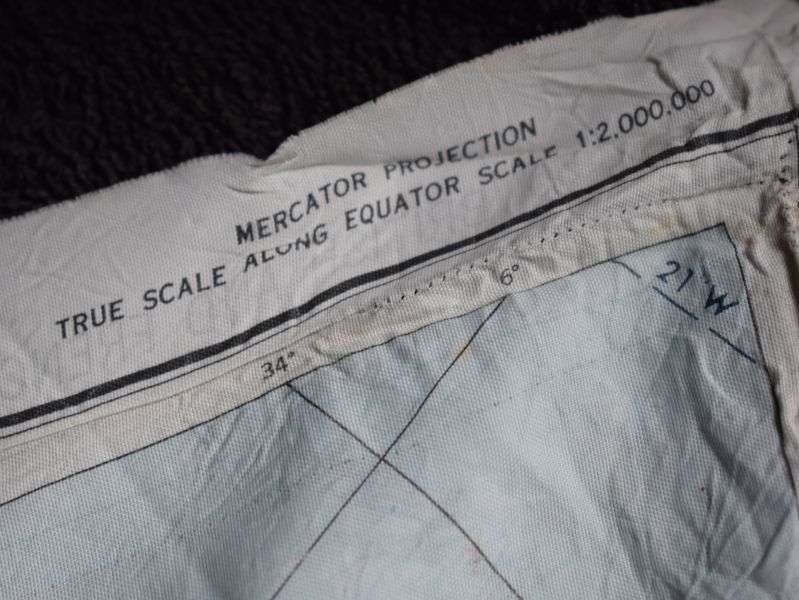 MERCATOR PROJECTION
TRUE SCALE ALONG EQUATOR SCALE 1:2.000.000
6°
21 W
34°